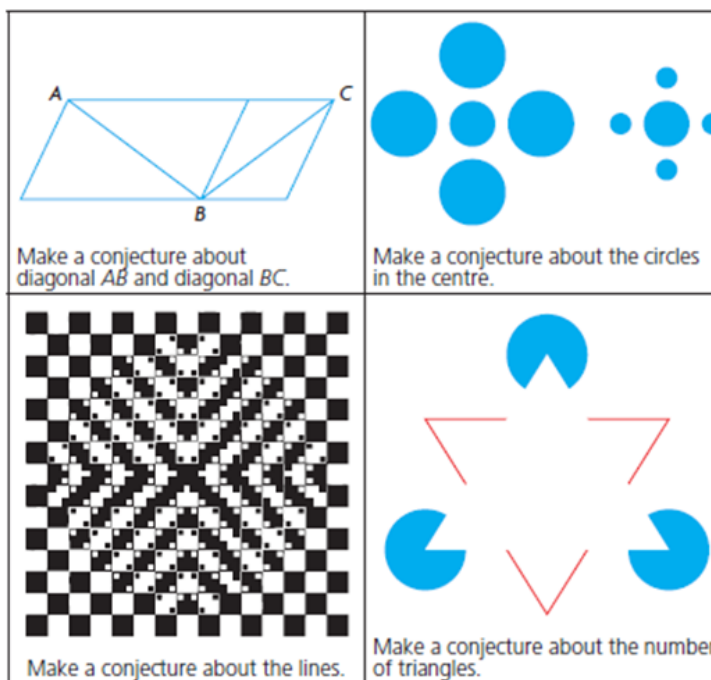 A
C
B
Make a conjecture about
diagonal AB and diagonal BC.
Make a conjecture about the circles
in the centre.
Make a conjecture about the lines.
Make a conjecture about the number
of triangles.